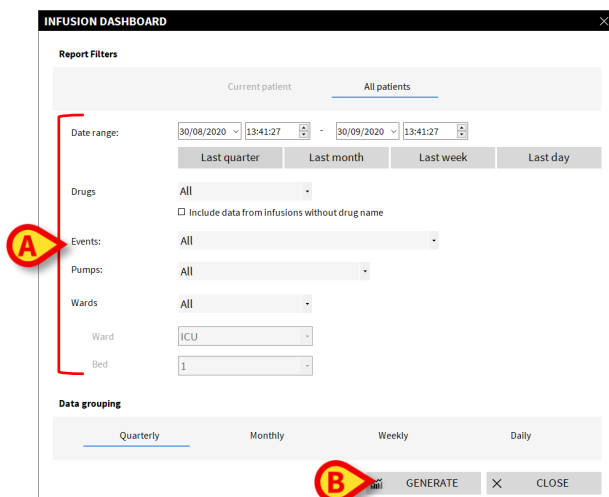 INFUSION DASHBOARD
Report Filters
Current patient All patients
Date range: 30/08/2020 13:41:27 - 30/09/2020 13:41:27
Last quarter Last month Last week Last day
Drugs All
Include data from infusions without drug name
A
Events: All
Pumps: All
Wards All
Ward ICU
Bed 1
Data grouping
Quarterly Monthly Weekly Daily
B GENERATE CLOSE